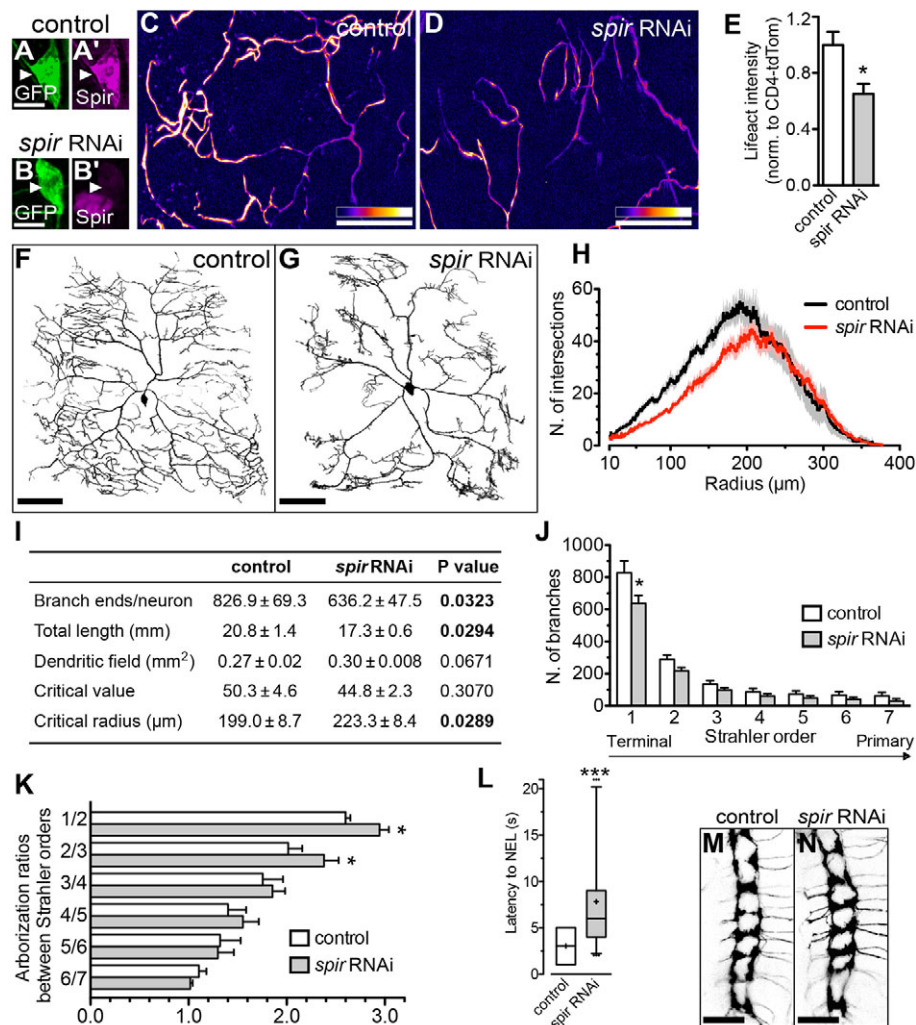 control
A
A'
GFP
Spir
spir RNAi
B
B'
GFP
Spir
C
control
D
spir RNAi
E
Lifeact intensity
(norm. to CD4-tdTom)
1.2
0.8
0.4
0.0
control
spir RNAi
*
F
control
G
spir RNAi
H
N. of intersections
60
40
20
0
10
100
200
300
400
Radius (µm)
control
spir RNAi
I
control spir RNAi P value
Branch ends/neuron 826.9 ± 69.3 636.2 ± 47.5 0.0323
Total length (mm) 20.8 ± 1.4 17.3 ± 0.6 0.0294
Dendritic field (mm²) 0.27 ± 0.02 0.30 ± 0.008 0.0671
Critical value 50.3 ± 4.6 44.8 ± 2.3 0.3070
Critical radius (µm) 199.0 ± 8.7 223.3 ± 8.4 0.0289
J
N. of branches
1000
800
600
400
200
0
*
control
spir RNAi
1 2 3 4 5 6 7
Terminal Strahler order Primary
K
Arborization ratios
between Strahler orders
1/2
2/3
3/4
4/5
5/6
6/7
*
*
control
spir RNAi
0.0 1.0 2.0 3.0
L
Latency to NEL (s)
20
15
10
5
0
***
control
spir RNAi
control
M
spir RNAi
N